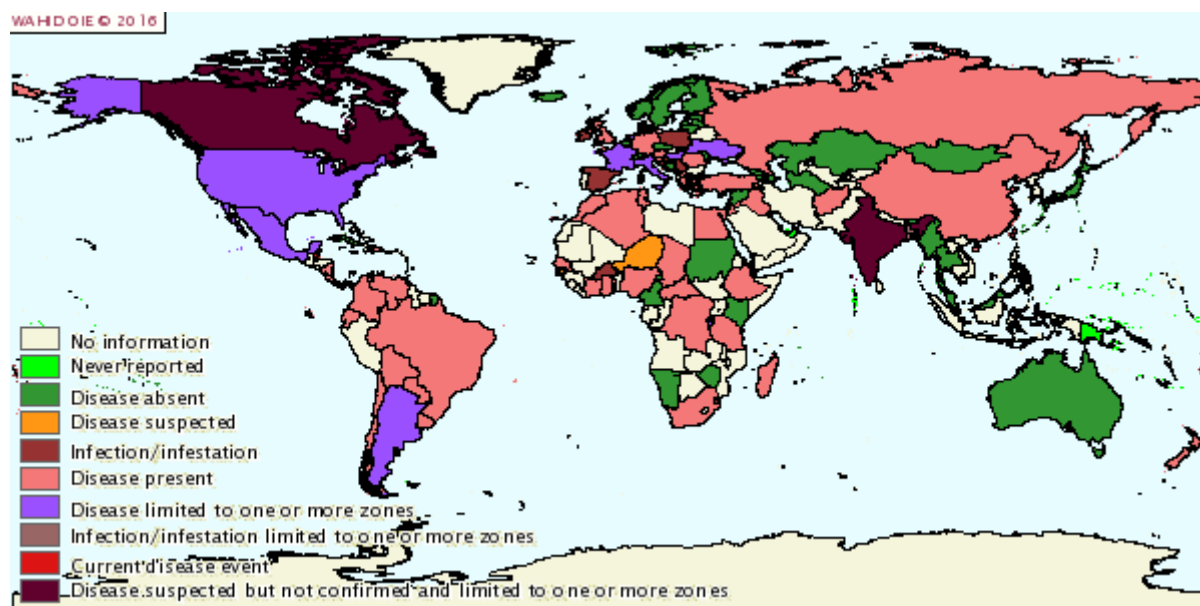 WAHIDOIE © 2016
No information
Never reported
Disease absent
Disease suspected
Infection/infestation
Disease present
Disease limited to one or more zones
Infection/infestation limited to one or more zones
Current disease event
Disease suspected but not confirmed and limited to one or more zones